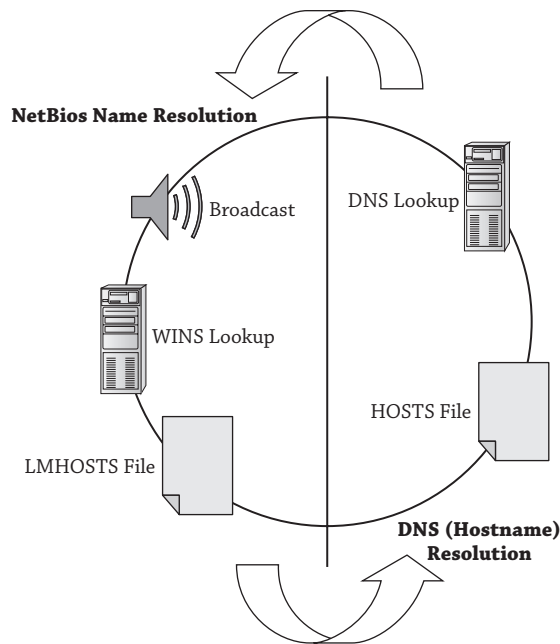 NetBios Name Resolution
Broadcast
DNS Lookup
WINS Lookup
HOSTS File
LMHOSTS File
DNS (Hostname)
Resolution